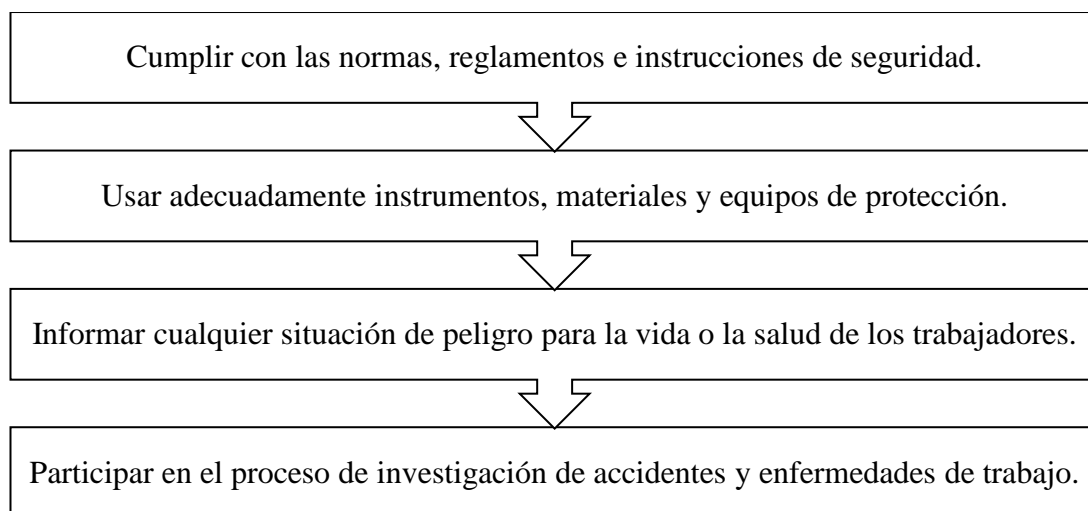 Cumplir con las normas, reglamentos e instrucciones de seguridad.
Usar adecuadamente instrumentos, materiales y equipos de protección.
Informar cualquier situación de peligro para la vida o la salud de los trabajadores.
Participar en el proceso de investigación de accidentes y enfermedades de trabajo.